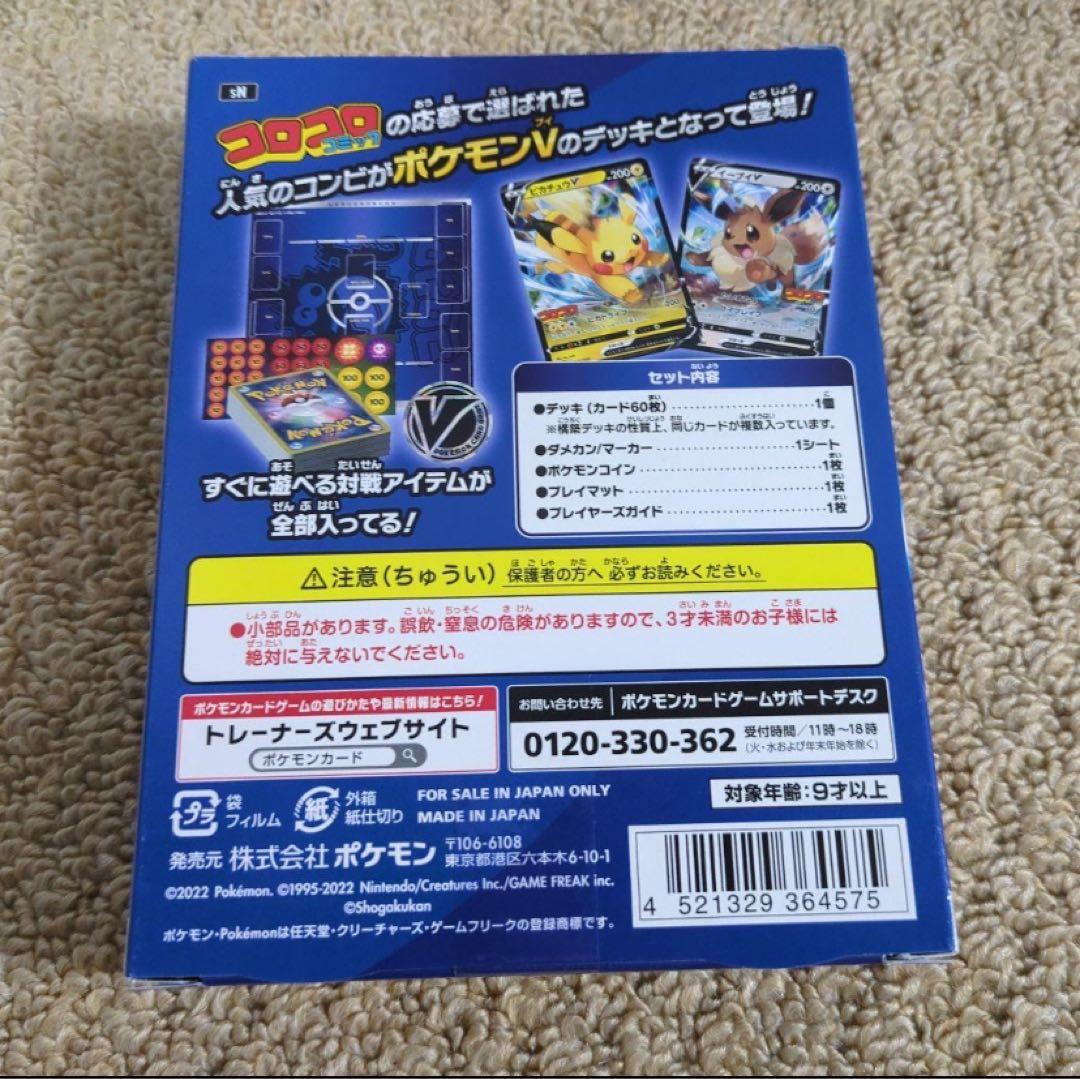 sN
コロコロコミックの応募で選ばれた
人気のコンビがポケモンVのデッキとなって登場！
ピカチュウV 200
イーブイV 200
コロコロ
コロコロ
200
100
100
100
POKÉMON
V
POKÉMON CARD GAME
すぐに遊べる対戦アイテムが
全部入ってる！
セット内容
●デッキ（カード60枚）……1個
※構築デッキの性質上、同じカードが複数入っています。
●ダメカン/マーカー……1シート
●ポケモンコイン……1枚
●プレイマット……1枚
●プレイヤーズガイド……1枚
⚠注意（ちゅうい） 保護者の方へ 必ずお読みください。
●小部品があります。誤飲・窒息の危険がありますので、3才未満のお子様には
絶対に与えないでください。
ポケモンカードゲームの遊びかたや最新情報はこちら！
トレーナーズウェブサイト
ポケモンカード
お問い合わせ先 ポケモンカードゲームサポートデスク
0120-330-362 受付時間／11時〜18時
（火・水および年末年始を除く）
プラ 袋
フィルム
紙 外箱
紙仕切り
FOR SALE IN JAPAN ONLY
MADE IN JAPAN
対象年齢：9才以上
発売元 株式会社ポケモン 〒106-6108
東京都港区六本木6-10-1
©2022 Pokémon. ©1995-2022 Nintendo/Creatures Inc./GAME FREAK inc.
©Shogakukan
ポケモン・Pokémonは任天堂・クリーチャーズ・ゲームフリークの登録商標です。
4 521329 364575